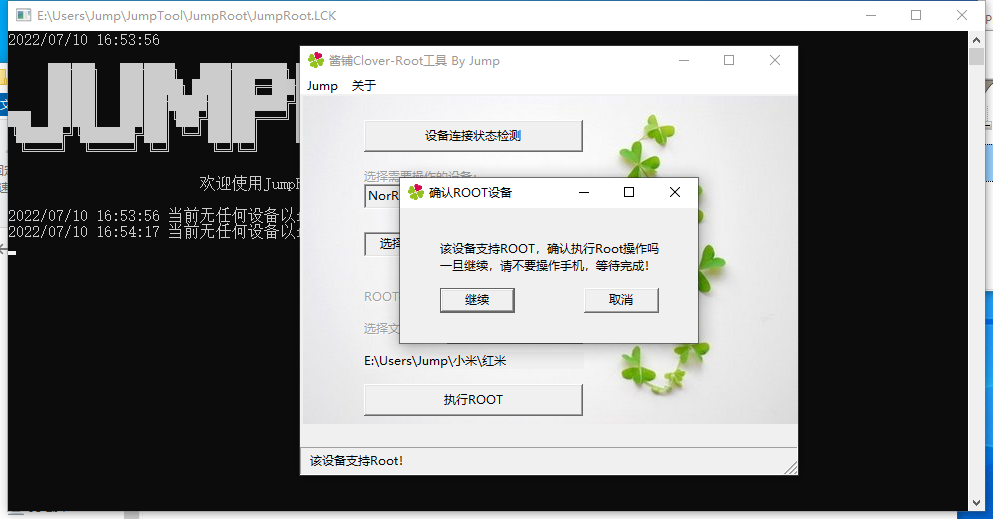 E:\Users\Jump\JumpTool\JumpRoot\JumpRoot.LCK
2022/07/10 16:53:56
JUMP
欢迎使用JumpR
2022/07/10 16:53:56 当前无任何设备以
2022/07/10 16:54:17 当前无任何设备以
酱铺Clover-Root工具 By Jump
Jump 关于
设备连接状态检测
选择需要操作的设备:
NorR
选择
ROOT
选择文
E:\Users\Jump\小米\红米
执行ROOT
该设备支持Root!
确认ROOT设备
该设备支持ROOT，确认执行Root操作吗
一旦继续，请不要操作手机，等待完成！
继续 取消